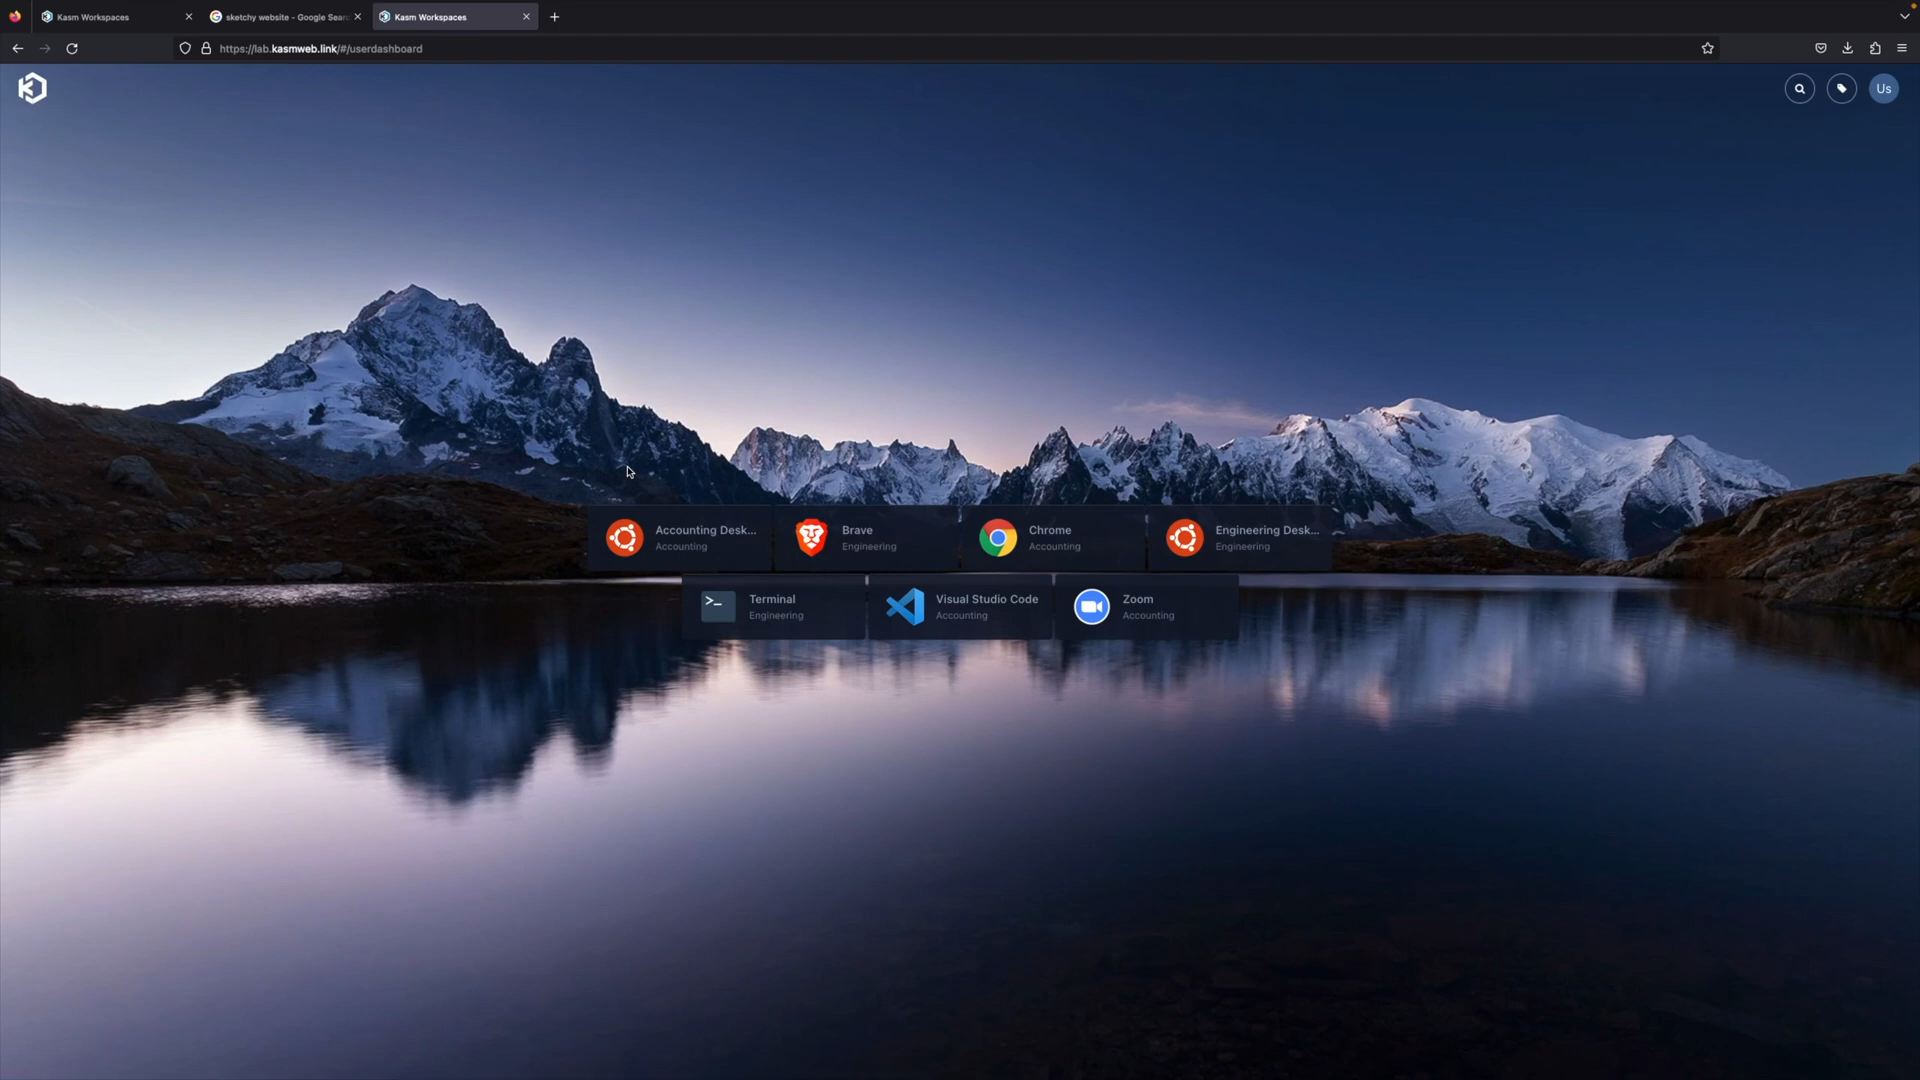 Kasm Workspaces
sketchy website - Google Sear
Kasm Workspaces
https://lab.kasmweb.link/#/userdashboard
Us
Accounting Desk...
Accounting
Brave
Engineering
Chrome
Accounting
Engineering Desk...
Engineering
>_
Terminal
Engineering
Visual Studio Code
Accounting
Zoom
Accounting